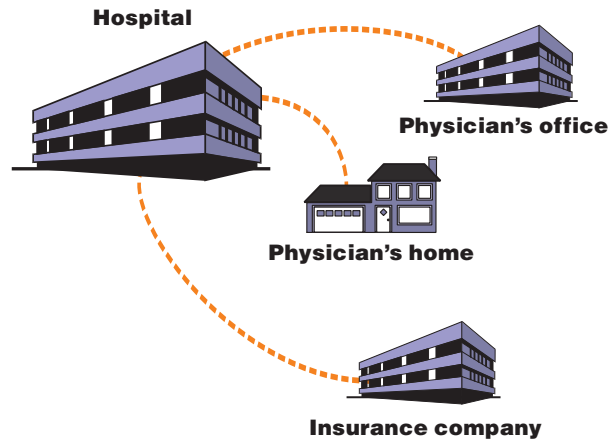 Hospital
Physician’s office
Physician’s home
Insurance company